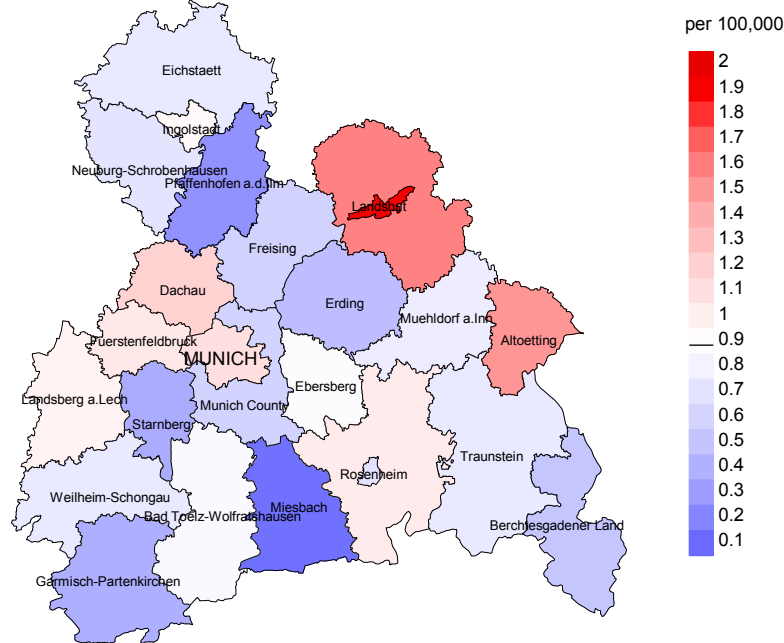 per 100,000
2
1.9
1.8
1.7
1.6
1.5
1.4
1.3
1.2
1.1
1
0.9
0.8
0.7
0.6
0.5
0.4
0.3
0.2
0.1
Eichstaett
Ingolstadt
Neuburg-Schrobenhausen
Pfaffenhofen a.d.Ilm
Landshut
Freising
Dachau
Erding
Muehldorf a.Inn
Altoetting
Fuerstenfeldbruck
MUNICH
Ebersberg
Landsberg a.Lech
Munich County
Starnberg
Traunstein
Rosenheim
Weilheim-Schongau
Miesbach
Bad Toelz-Wolfratshausen
Berchtesgadener Land
Garmisch-Partenkirchen